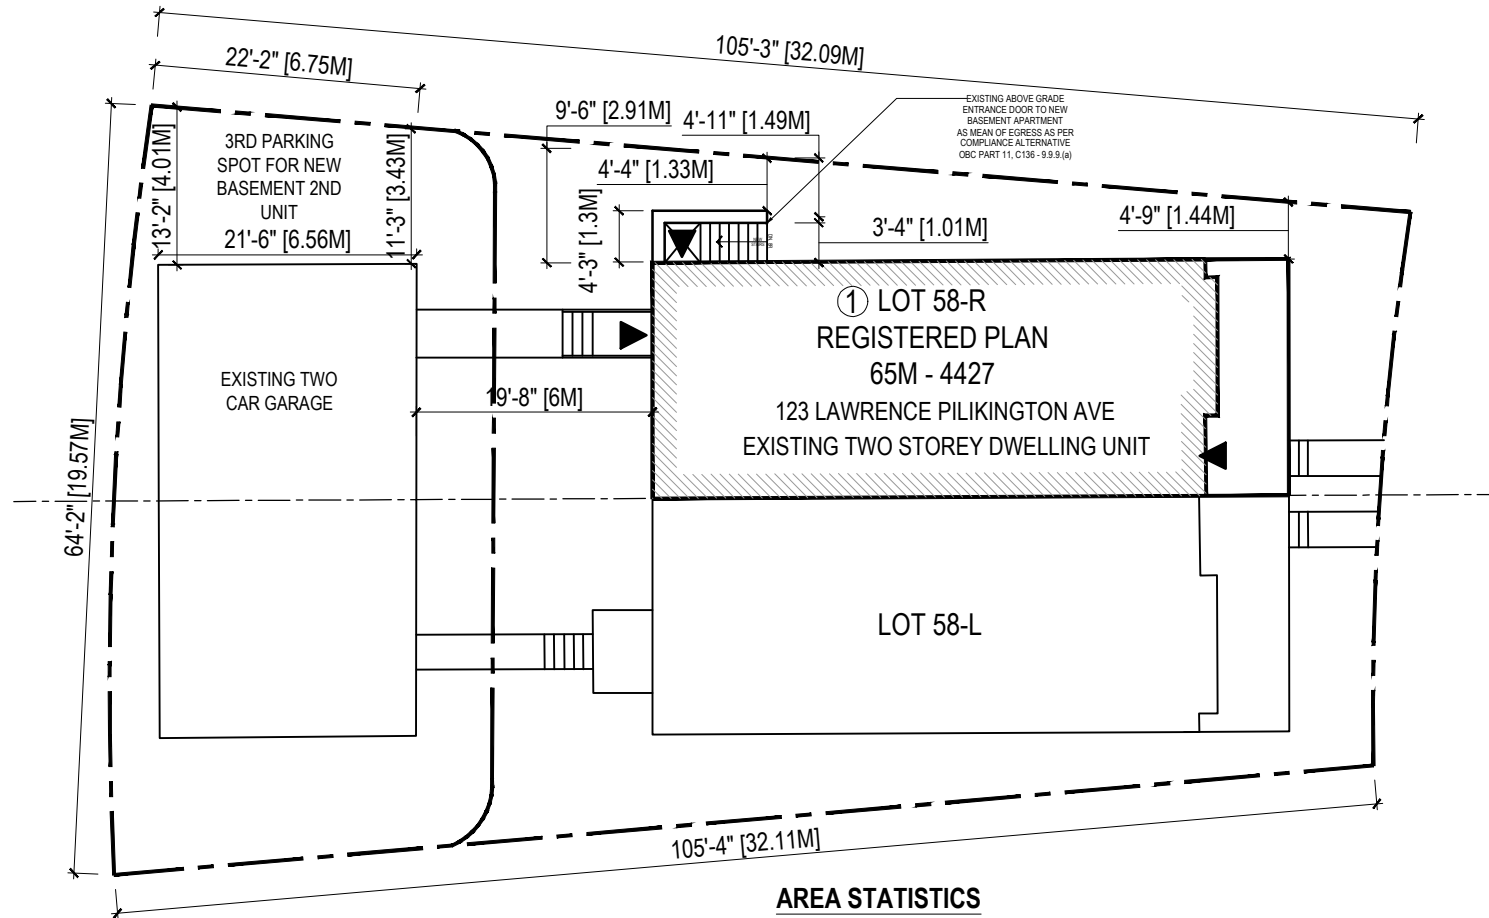 105'-3" [32.09M]
22'-2" [6.75M]
9'-6" [2.91M]
4'-11" [1.49M]
EXISTING ABOVE GRADE
ENTRANCE DOOR TO NEW
BASEMENT APARTMENT
AS MEAN OF EGRESS AS PER
COMPLIANCE ALTERNATIVE
OBC PART 11, C136 - 9.9.9.(a)
13'-2" [4.01M]
3RD PARKING
SPOT FOR NEW
BASEMENT 2ND
UNIT
11'-3" [3.43M]
21'-6" [6.56M]
4'-4" [1.33M]
4'-3" [1.3M]
3'-4" [1.01M]
4'-9" [1.44M]
1 LOT 58-R
REGISTERED PLAN
65M - 4427
123 LAWRENCE PILIKINGTON AVE
EXISTING TWO STOREY DWELLING UNIT
EXISTING TWO
CAR GARAGE
19'-8" [6M]
64'-2" [19.57M]
LOT 58-L
105'-4" [32.11M]
AREA STATISTICS